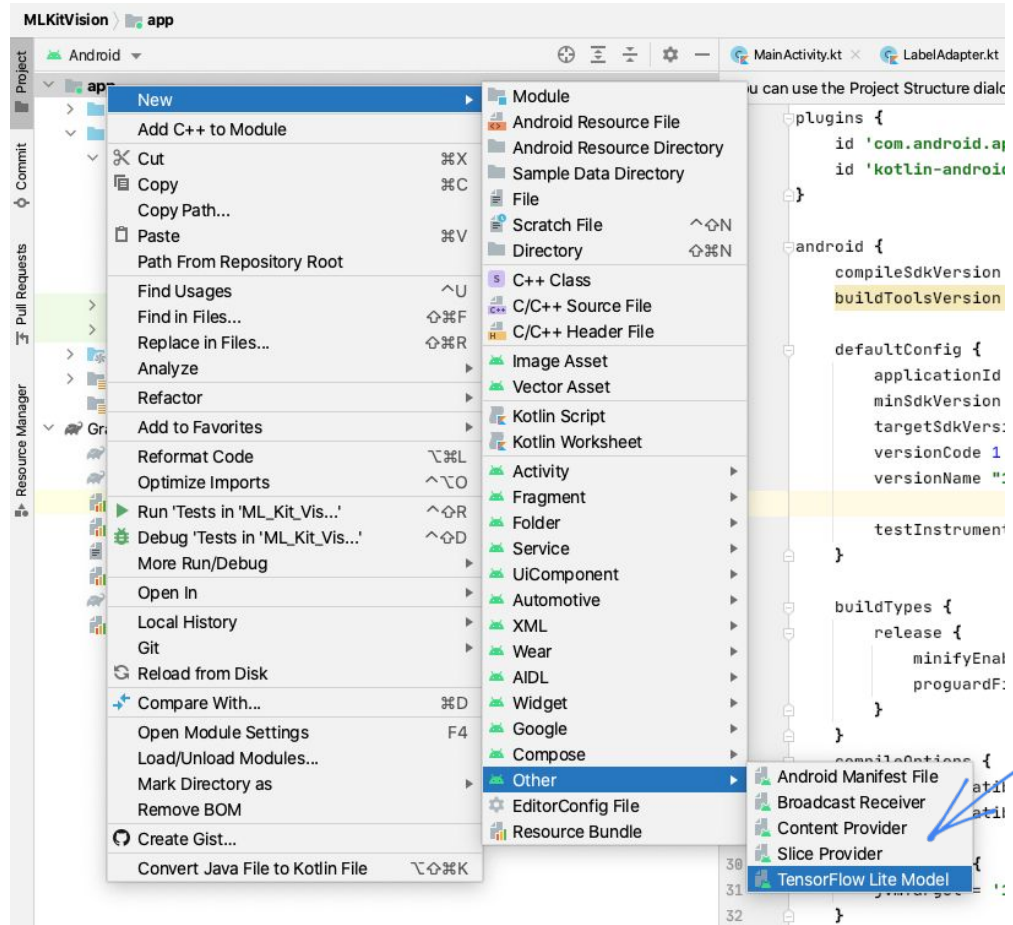 MLKitVision app
Android
MainActivity.kt
LabelAdapter.kt
Project
Commit
Pull Requests
Resource Manager
app
New
Add C++ to Module
Cut ⌘X
Copy ⌘C
Copy Path...
Paste ⌘V
Path From Repository Root
Find Usages ^U
Find in Files... ⇧⌘F
Replace in Files... ⇧⌘R
Analyze
Refactor
Add to Favorites
Reformat Code ⌥⌘L
Optimize Imports ^⌥O
Run 'Tests in 'ML_Kit_Vis...' ^⇧R
Debug 'Tests in 'ML_Kit_Vis...' ^⇧D
More Run/Debug
Open In
Local History
Git
Reload from Disk
Compare With... ⌘D
Open Module Settings F4
Load/Unload Modules...
Mark Directory as
Remove BOM
Create Gist...
Convert Java File to Kotlin File ⌥⇧⌘K
Module
Android Resource File
Android Resource Directory
Sample Data Directory
File
Scratch File ^⇧N
Directory ⇧⌘N
C++ Class
C/C++ Source File
C/C++ Header File
Image Asset
Vector Asset
Kotlin Script
Kotlin Worksheet
Activity
Fragment
Folder
Service
UiComponent
Automotive
XML
Wear
AIDL
Widget
Google
Compose
Other
EditorConfig File
Resource Bundle
Android Manifest File
Broadcast Receiver
Content Provider
Slice Provider
TensorFlow Lite Model
can use the Project Structure
plugins {
id 'com.android.
id 'kotlin-android
}
android {
compileSdkVersion
buildToolsVersion
defaultConfig {
applicationId
minSdkVersion
targetSdkVersi
versionCode 1
versionName "1
testInstrument
}
buildTypes {
release {
minifyEnab
proguardFi
}
}
compileOptions {
30 {
31 = '1
32 }